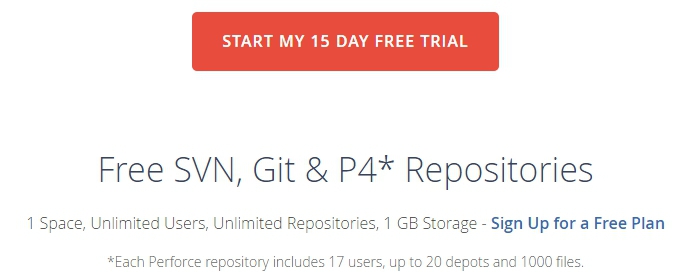 START MY 15 DAY FREE TRIAL
Free SVN, Git & P4* Repositories
1 Space, Unlimited Users, Unlimited Repositories, 1 GB Storage - Sign Up for a Free Plan
*Each Perforce repository includes 17 users, up to 20 depots and 1000 files.